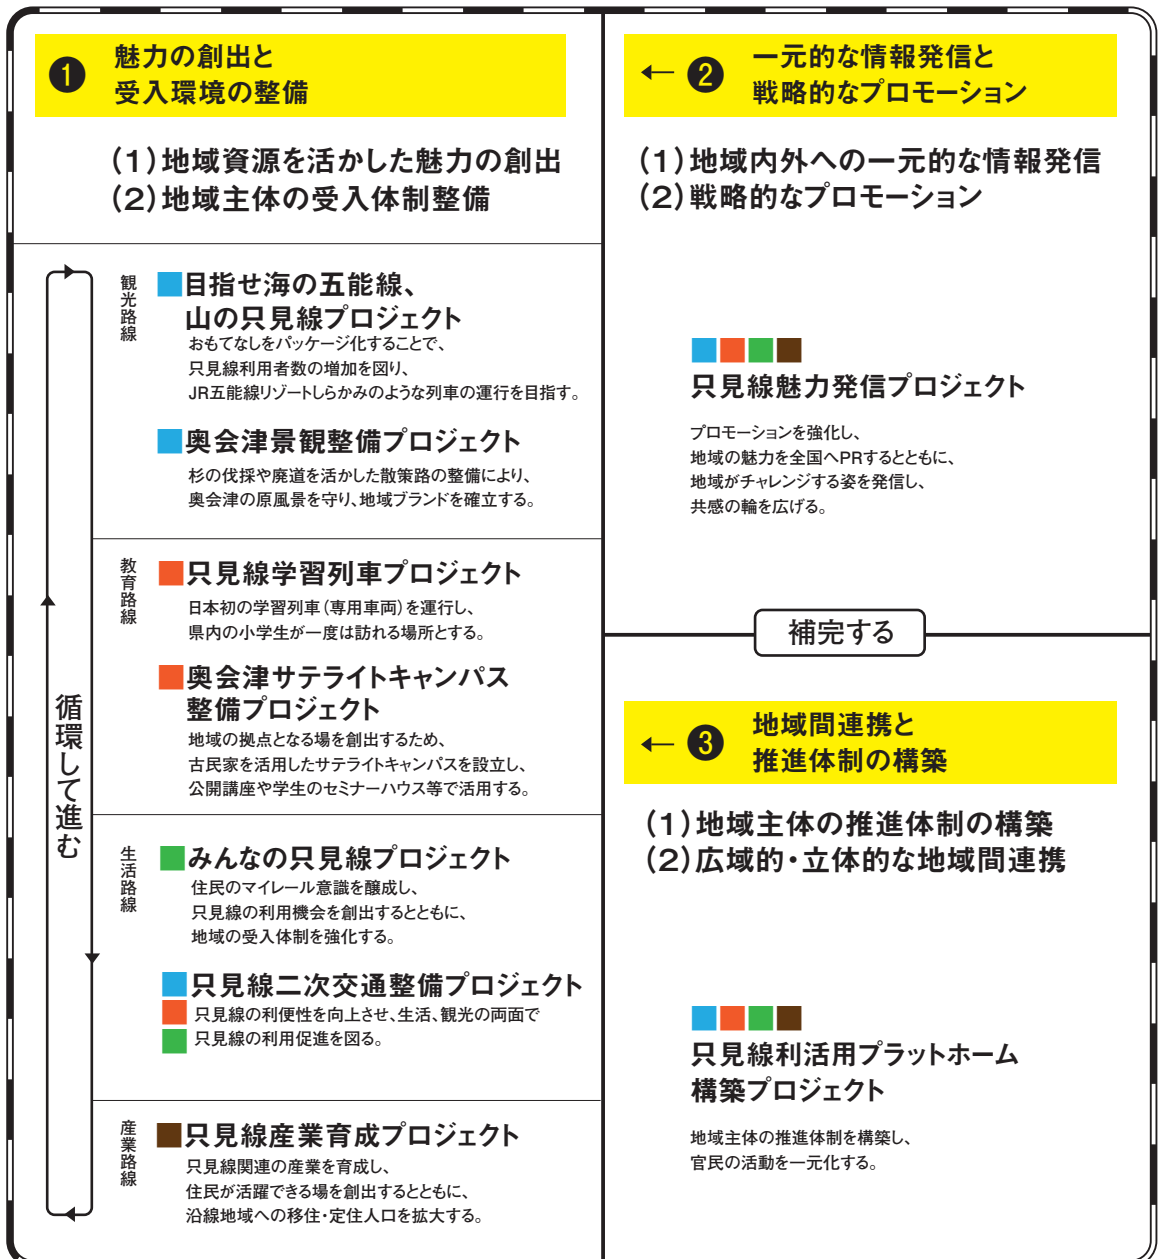 ❶ 魅力の創出と
受入環境の整備
(1)地域資源を活かした魅力の創出
(2)地域主体の受入体制整備
循環して進む
観光路線
目指せ海の五能線、
山の只見線プロジェクト
おもてなしをパッケージ化することで、
只見線利用者数の増加を図り、
JR五能線リゾートしらかみのような列車の運行を目指す。
奥会津景観整備プロジェクト
杉の伐採や廃道を活かした散策路の整備により、
奥会津の原風景を守り、地域ブランドを確立する。
教育路線
只見線学習列車プロジェクト
日本初の学習列車(専用車両)を運行し、
県内の小学生が一度は訪れる場所とする。
奥会津サテライトキャンパス
整備プロジェクト
地域の拠点となる場を創出するため、
古民家を活用したサテライトキャンパスを設立し、
公開講座や学生のセミナーハウス等で活用する。
生活路線
みんなの只見線プロジェクト
住民のマイレール意識を醸成し、
只見線の利用機会を創出するとともに、
地域の受入体制を強化する。
只見線二次交通整備プロジェクト
只見線の利便性を向上させ、生活、観光の両面で
只見線の利用促進を図る。
産業路線
只見線産業育成プロジェクト
只見線関連の産業を育成し、
住民が活躍できる場を創出するとともに、
沿線地域への移住・定住人口を拡大する。
← ❷ 一元的な情報発信と
戦略的なプロモーション
(1)地域内外への一元的な情報発信
(2)戦略的なプロモーション
只見線魅力発信プロジェクト
プロモーションを強化し、
地域の魅力を全国へPRするとともに、
地域がチャレンジする姿を発信し、
共感の輪を広げる。
補完する
← ❸ 地域間連携と
推進体制の構築
(1)地域主体の推進体制の構築
(2)広域的・立体的な地域間連携
只見線利活用プラットホーム
構築プロジェクト
地域主体の推進体制を構築し、
官民の活動を一元化する。